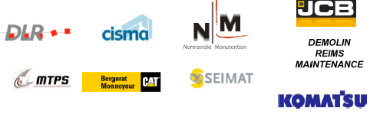 DLR
cisma
NM
Normandie Manutention
JCB
DEMOLIN
REIMS
MAINTENANCE
MTPS
Bergerat
Monnoyeur
CAT
SEIMAT
KOMATSU